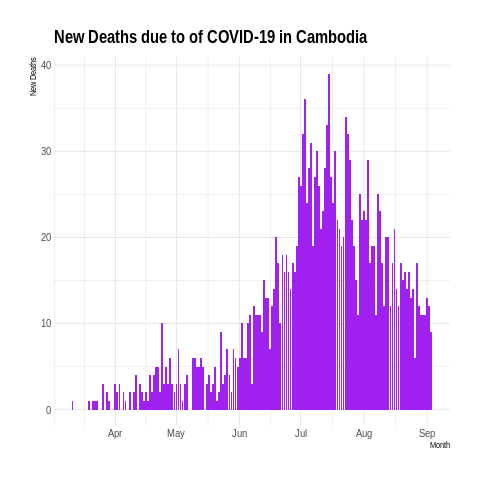 New Deaths due to of COVID-19 in Cambodia
New Deaths
40
30
20
10
0
Apr May Jun Jul Aug Sep
Month